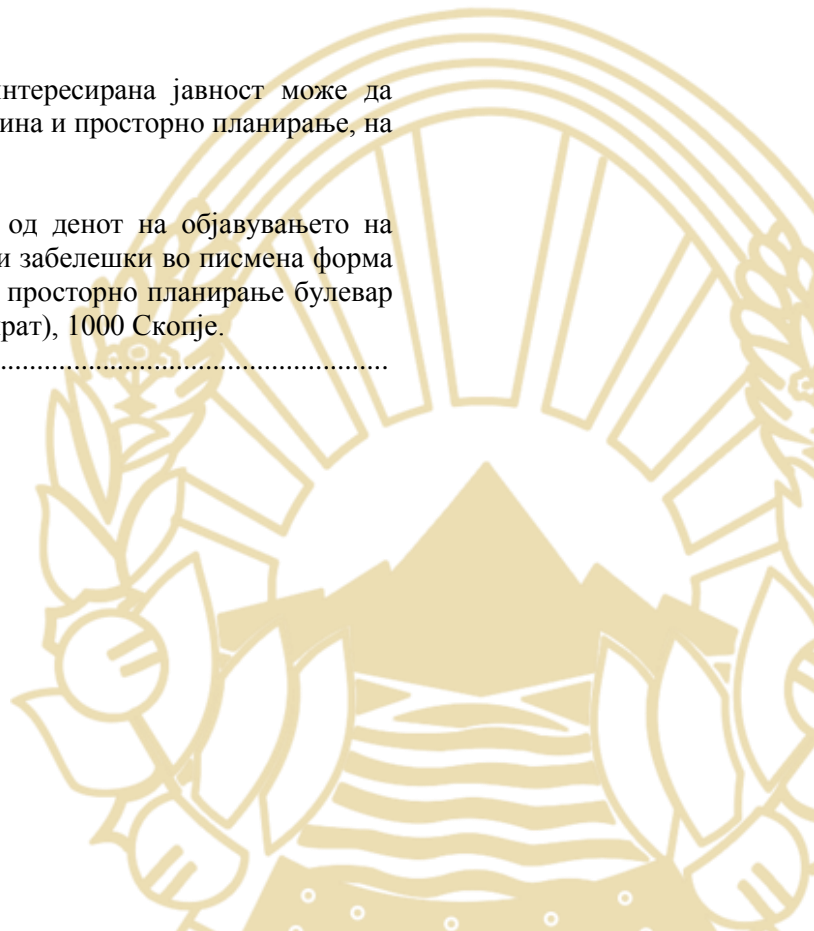 интересирана јавност може да
ина и просторно планирање, на
од денот на објавувањето на
и забелешки во писмена форма
просторно планирање булевар
рат), 1000 Скопје.
......................................................